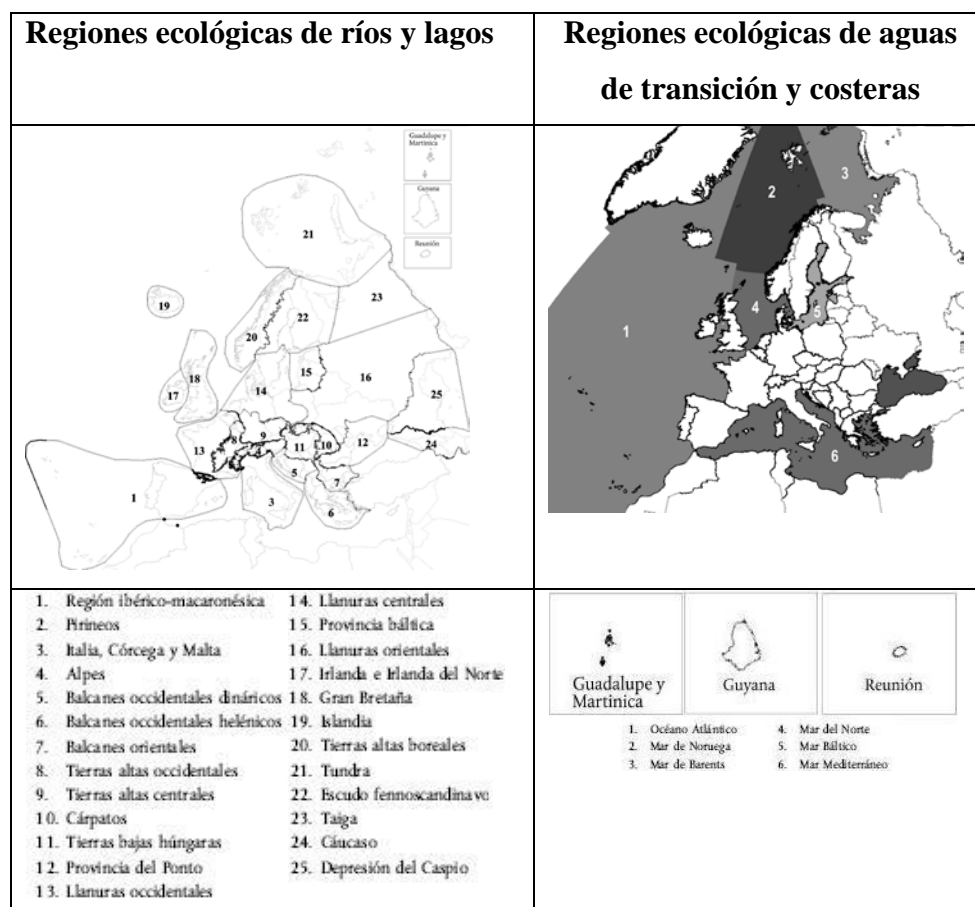 Regiones ecológicas de ríos y lagos
Regiones ecológicas de aguas
de transición y costeras
Guadalupe y
Martinica
Guyana
Reunión
21
19
20
22
23
18
17
15
14
16
25
13
8
9
4
11
10
12
24
5
7
3
6
1
2
3
1
4
5
6
1. Región ibérico-macaronésica
2. Pirineos
3. Italia, Córcega y Malta
4. Alpes
5. Balcanes occidentales dináricos
6. Balcanes occidentales helénicos
7. Balcanes orientales
8. Tierras altas occidentales
9. Tierras altas centrales
10. Cárpatos
11. Tierras bajas húngaras
12. Provincia del Ponto
13. Llanuras occidentales
14. Llanuras centrales
15. Provincia báltica
16. Llanuras orientales
17. Irlanda e Irlanda del Norte
18. Gran Bretaña
19. Islandia
20. Tierras altas boreales
21. Tundra
22. Escudo fennoscandinavo
23. Taiga
24. Cáucaso
25. Depresión del Caspio
Guadalupe y
Martinica
Guyana
Reunión
1. Océano Atlántico
2. Mar de Noruega
3. Mar de Barents
4. Mar del Norte
5. Mar Báltico
6. Mar Mediterráneo